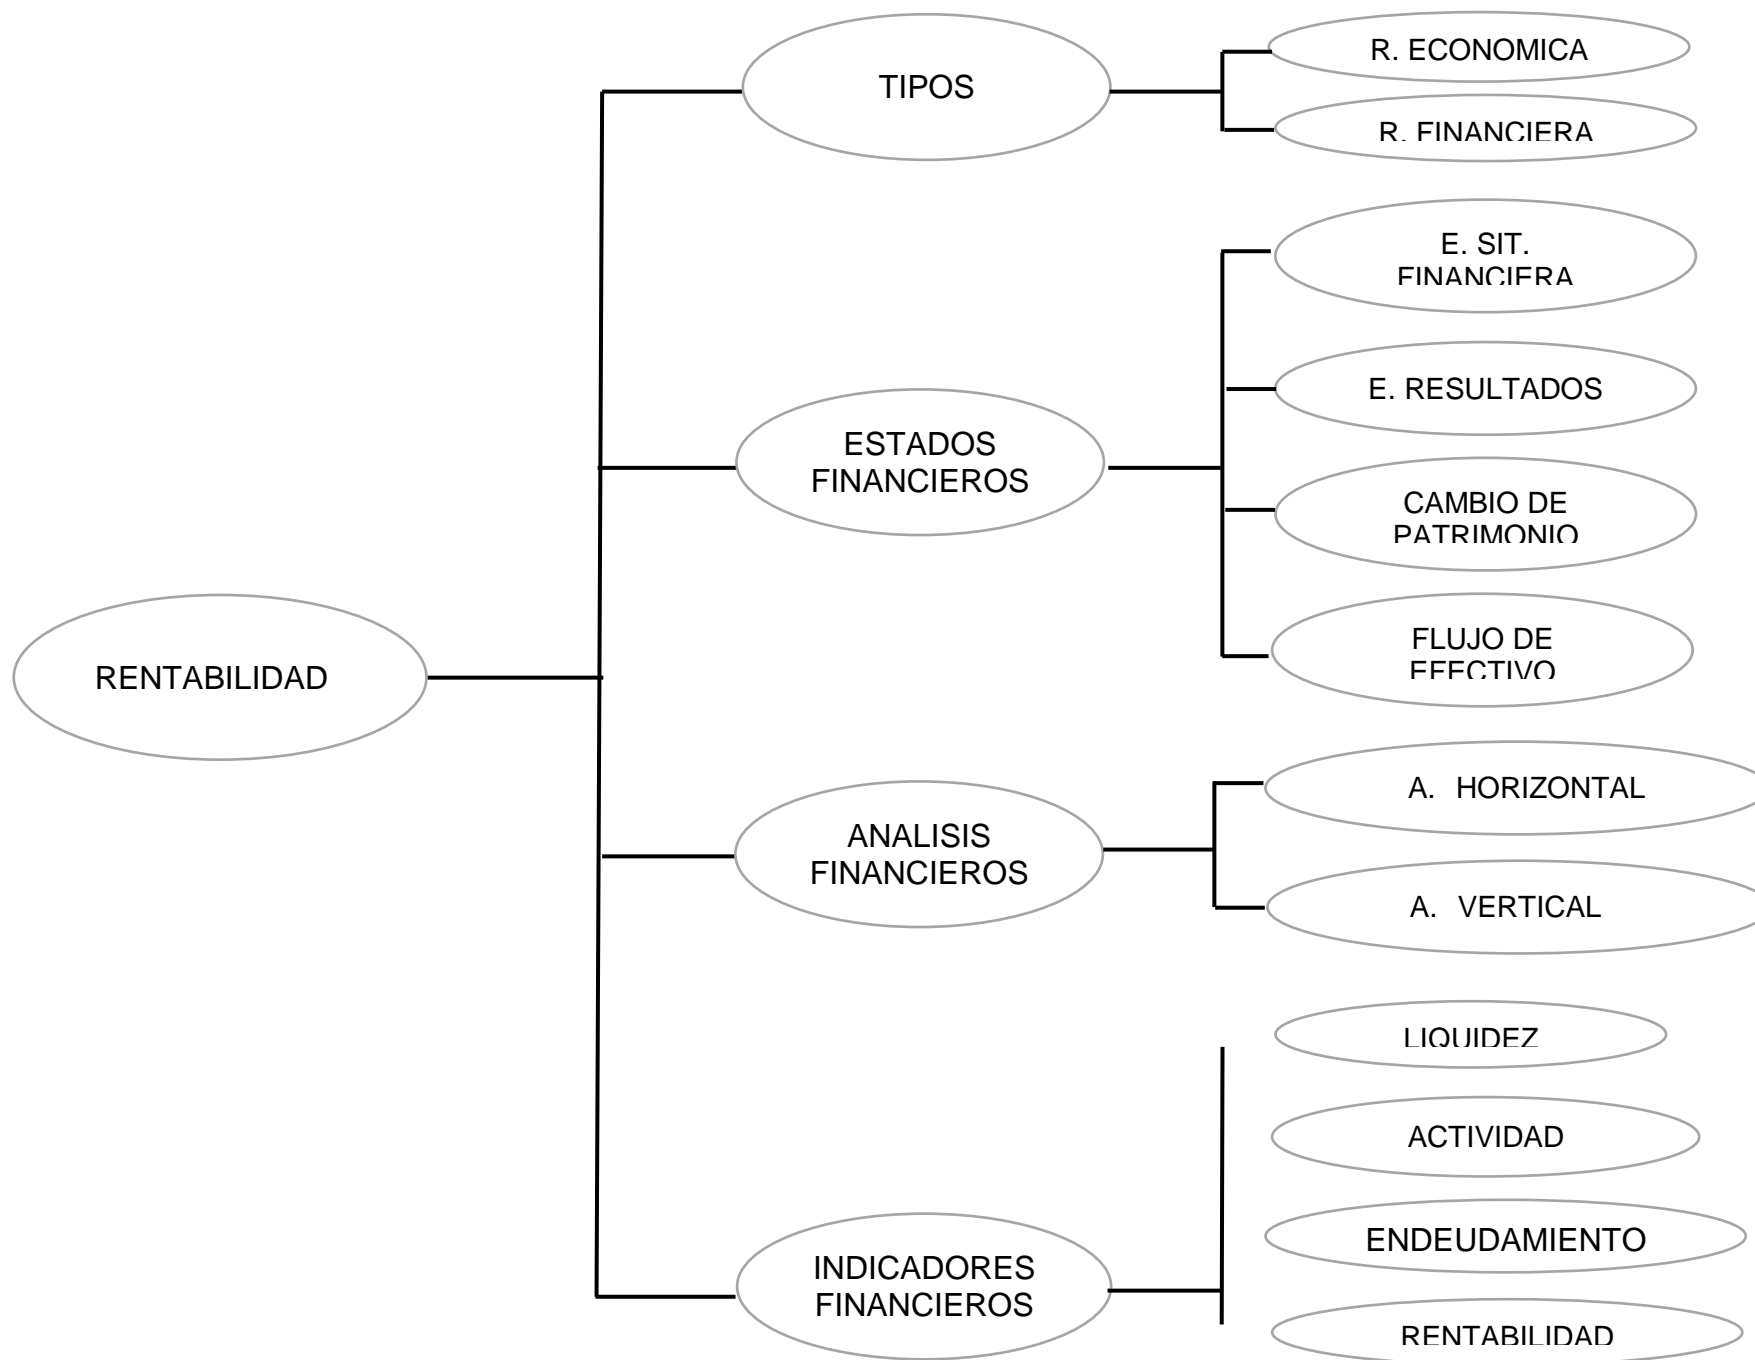 TIPOS
R. ECONOMICA
R. FINANCIERA
E. SIT.
FINANCIERA
E. RESULTADOS
ESTADOS
FINANCIEROS
CAMBIO DE
PATRIMONIO
FLUJO DE
EFECTIVO
RENTABILIDAD
ANALISIS
FINANCIEROS
A. HORIZONTAL
A. VERTICAL
LIQUIDEZ
ACTIVIDAD
ENDEUDAMIENTO
INDICADORES
FINANCIEROS
RENTABILIDAD